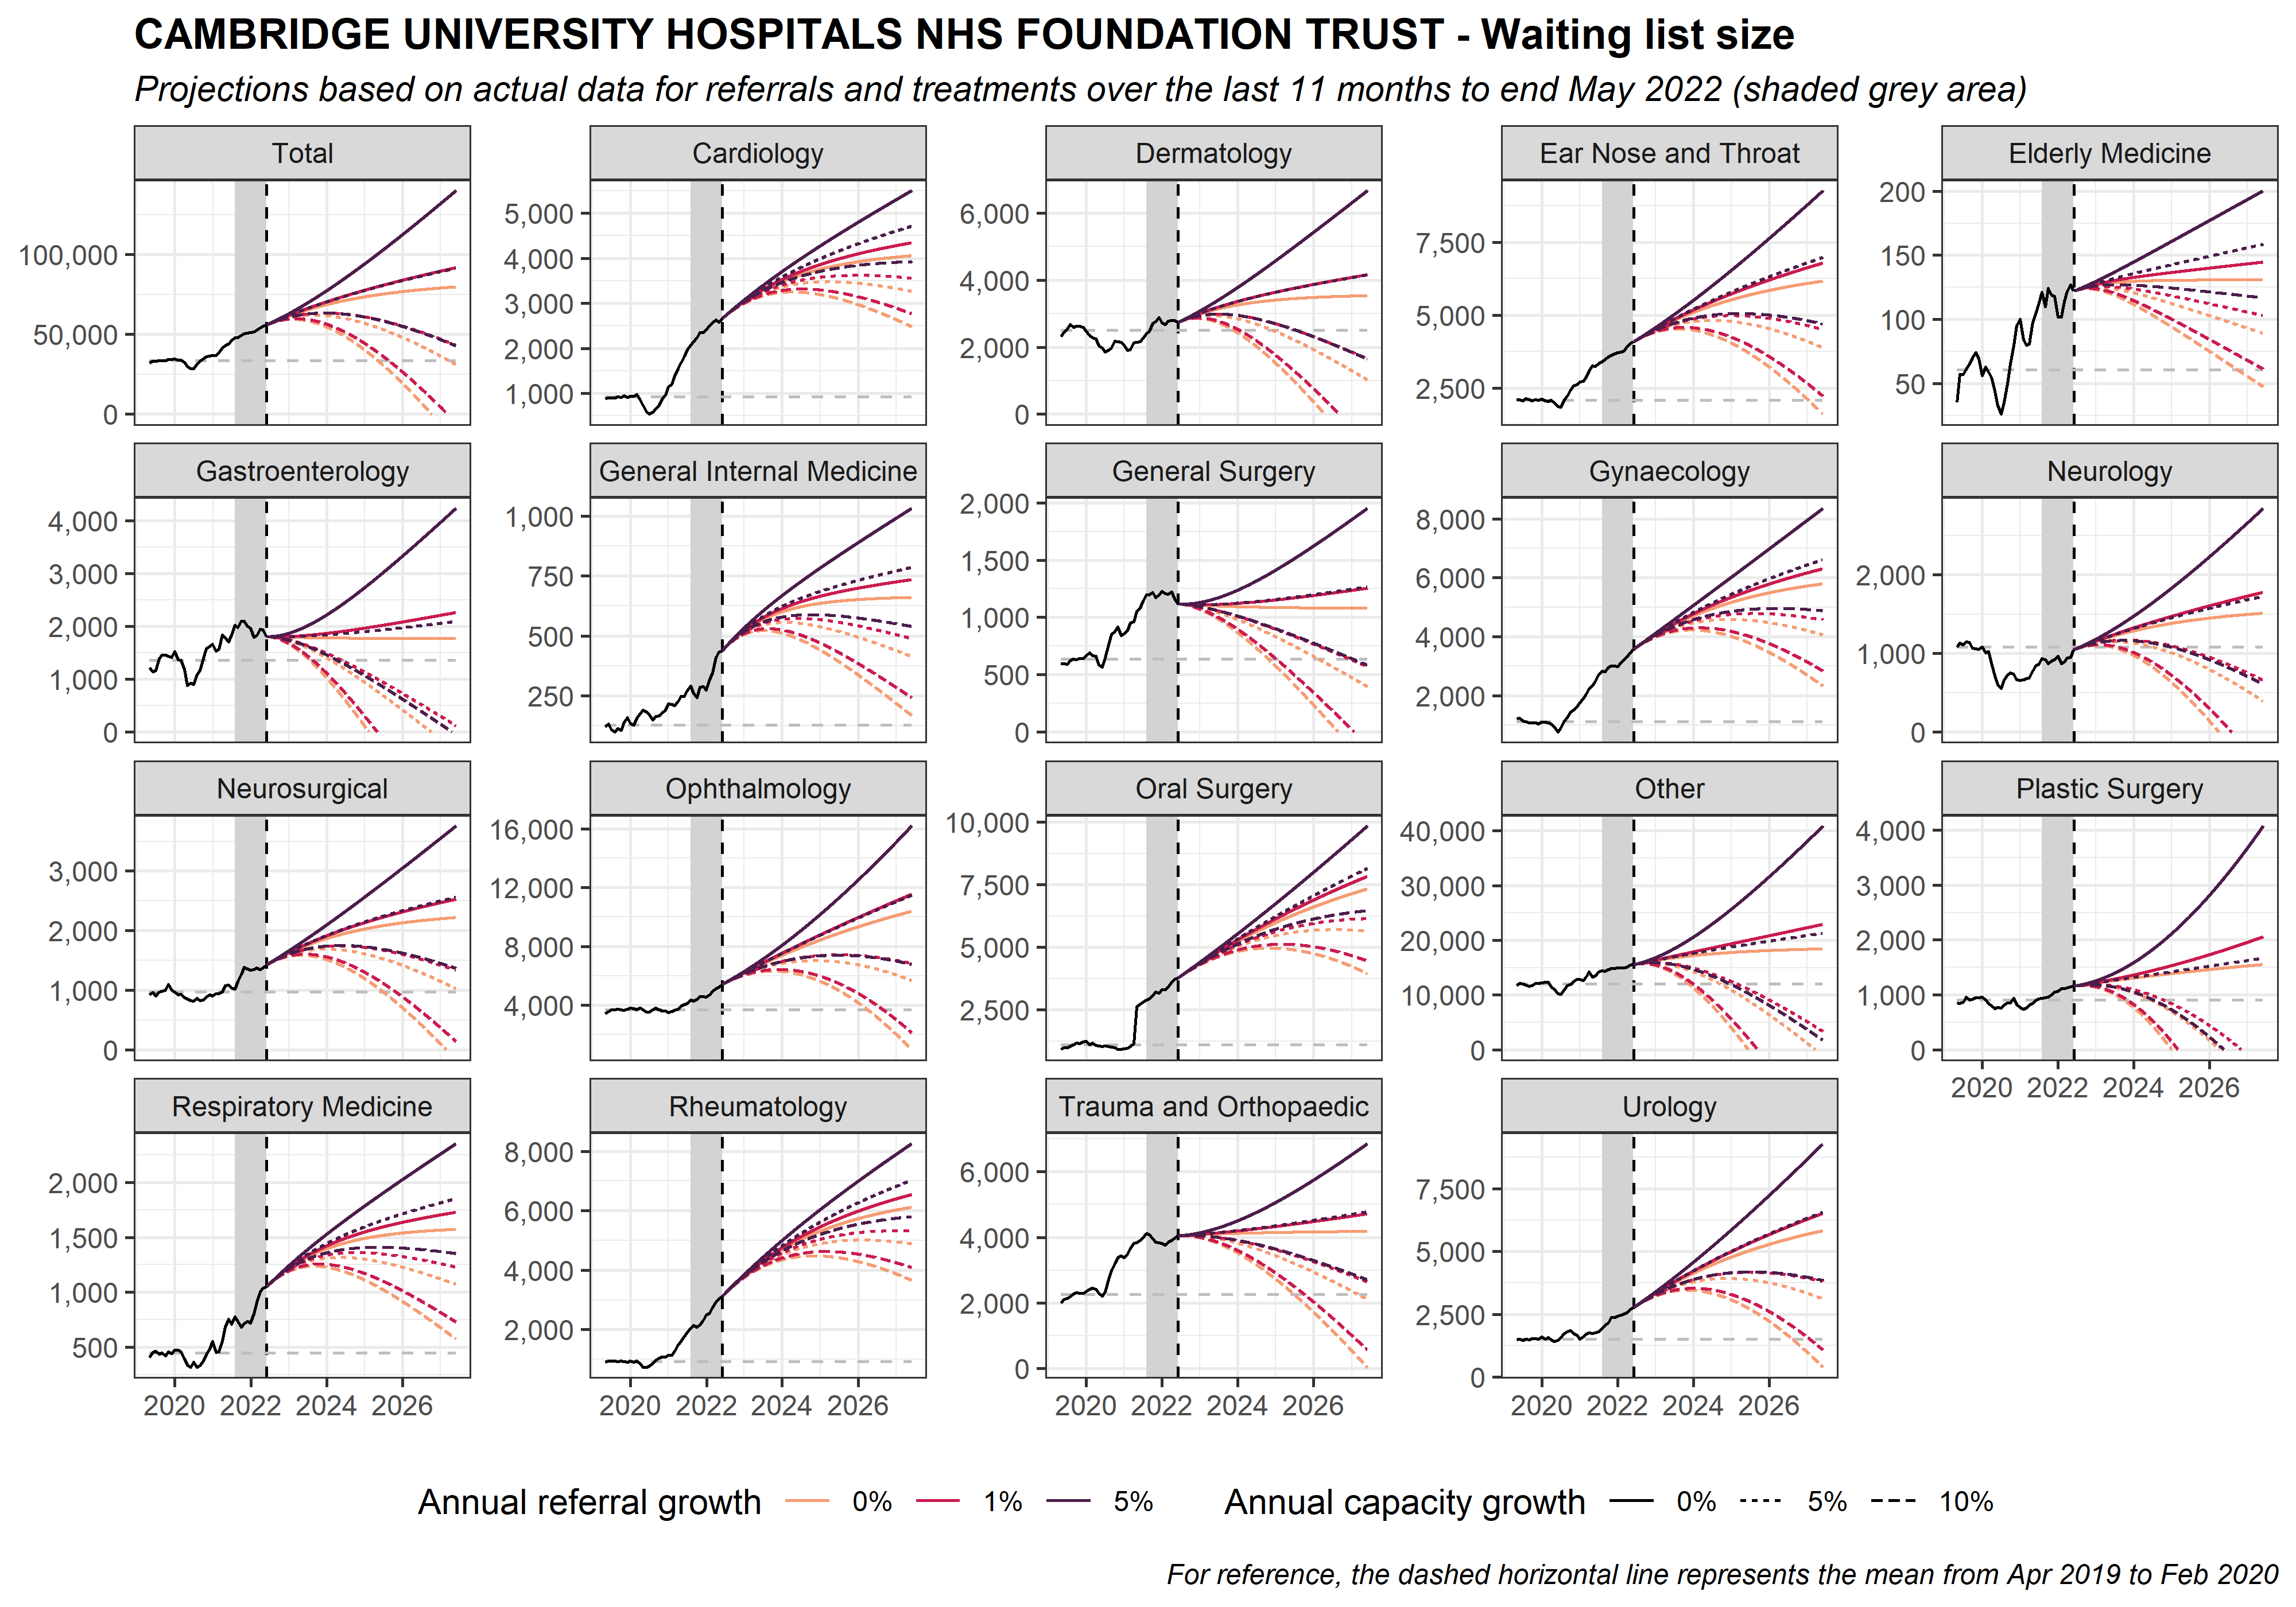 CAMBRIDGE UNIVERSITY HOSPITALS NHS FOUNDATION TRUST - Waiting list size
Projections based on actual data for referrals and treatments over the last 11 months to end May 2022 (shaded grey area)
Total
100,000
50,000
0
Cardiology
5,000
4,000
3,000
2,000
1,000
Dermatology
6,000
4,000
2,000
0
Ear Nose and Throat
7,500
5,000
2,500
Elderly Medicine
200
150
100
50
Gastroenterology
4,000
3,000
2,000
1,000
0
General Internal Medicine
1,000
750
500
250
General Surgery
2,000
1,500
1,000
500
0
Gynaecology
8,000
6,000
4,000
2,000
Neurology
2,000
1,000
0
Neurosurgical
3,000
2,000
1,000
0
Ophthalmology
16,000
12,000
8,000
4,000
Oral Surgery
10,000
7,500
5,000
2,500
Other
40,000
30,000
20,000
10,000
0
Plastic Surgery
4,000
3,000
2,000
1,000
0
2020 2022 2024 2026
Respiratory Medicine
2,000
1,500
1,000
500
2020 2022 2024 2026
Rheumatology
8,000
6,000
4,000
2,000
2020 2022 2024 2026
Trauma and Orthopaedic
6,000
4,000
2,000
0
2020 2022 2024 2026
Urology
7,500
5,000
2,500
0
2020 2022 2024 2026
Annual referral growth 0% 1% 5% Annual capacity growth 0% 5% 10%
For reference, the dashed horizontal line represents the mean from Apr 2019 to Feb 2020